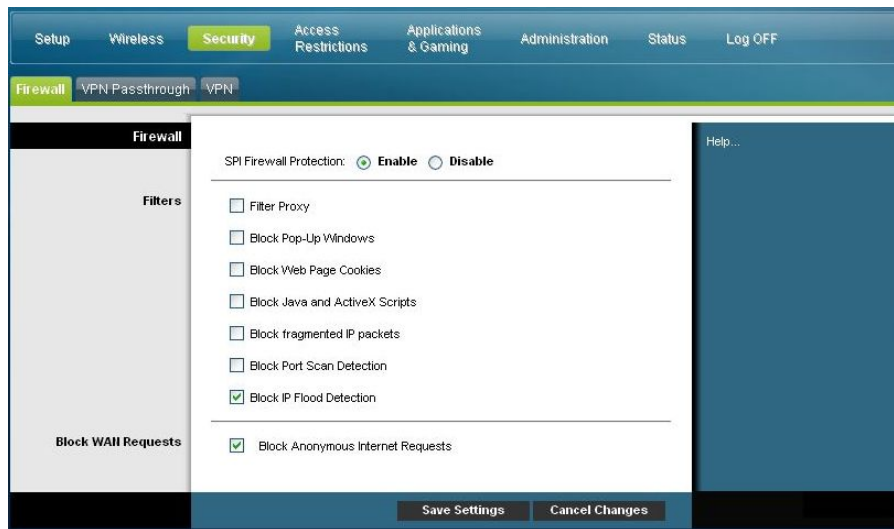 Setup Wireless Security Access Restrictions Applications & Gaming Administration Status Log OFF
Firewall VPN Passthrough VPN
Firewall
Help...
SPI Firewall Protection: Enable Disable
Filters
Filter Proxy
Block Pop-Up Windows
Block Web Page Cookies
Block Java and ActiveX Scripts
Block fragmented IP packets
Block Port Scan Detection
Block IP Flood Detection
Block WAN Requests
Block Anonymous Internet Requests
Save Settings Cancel Changes